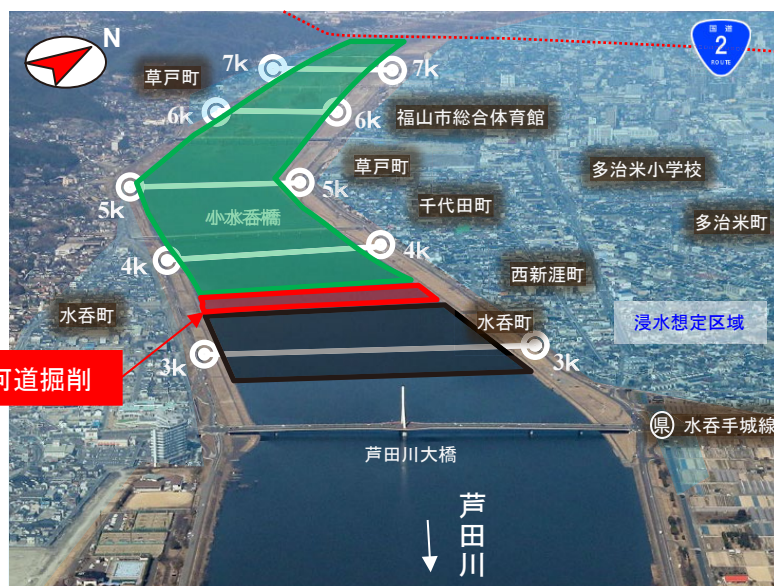 N
国道
2
ROUTE
7k
7k
草戸町
6k
6k
福山市総合体育館
草戸町
多治米小学校
5k
5k
千代田町
多治米町
小水呑橋
4k
4k
西新涯町
水呑町
水呑町
浸水想定区域
3k
3k
河道掘削
県 水呑手城線
芦田川大橋
芦田川